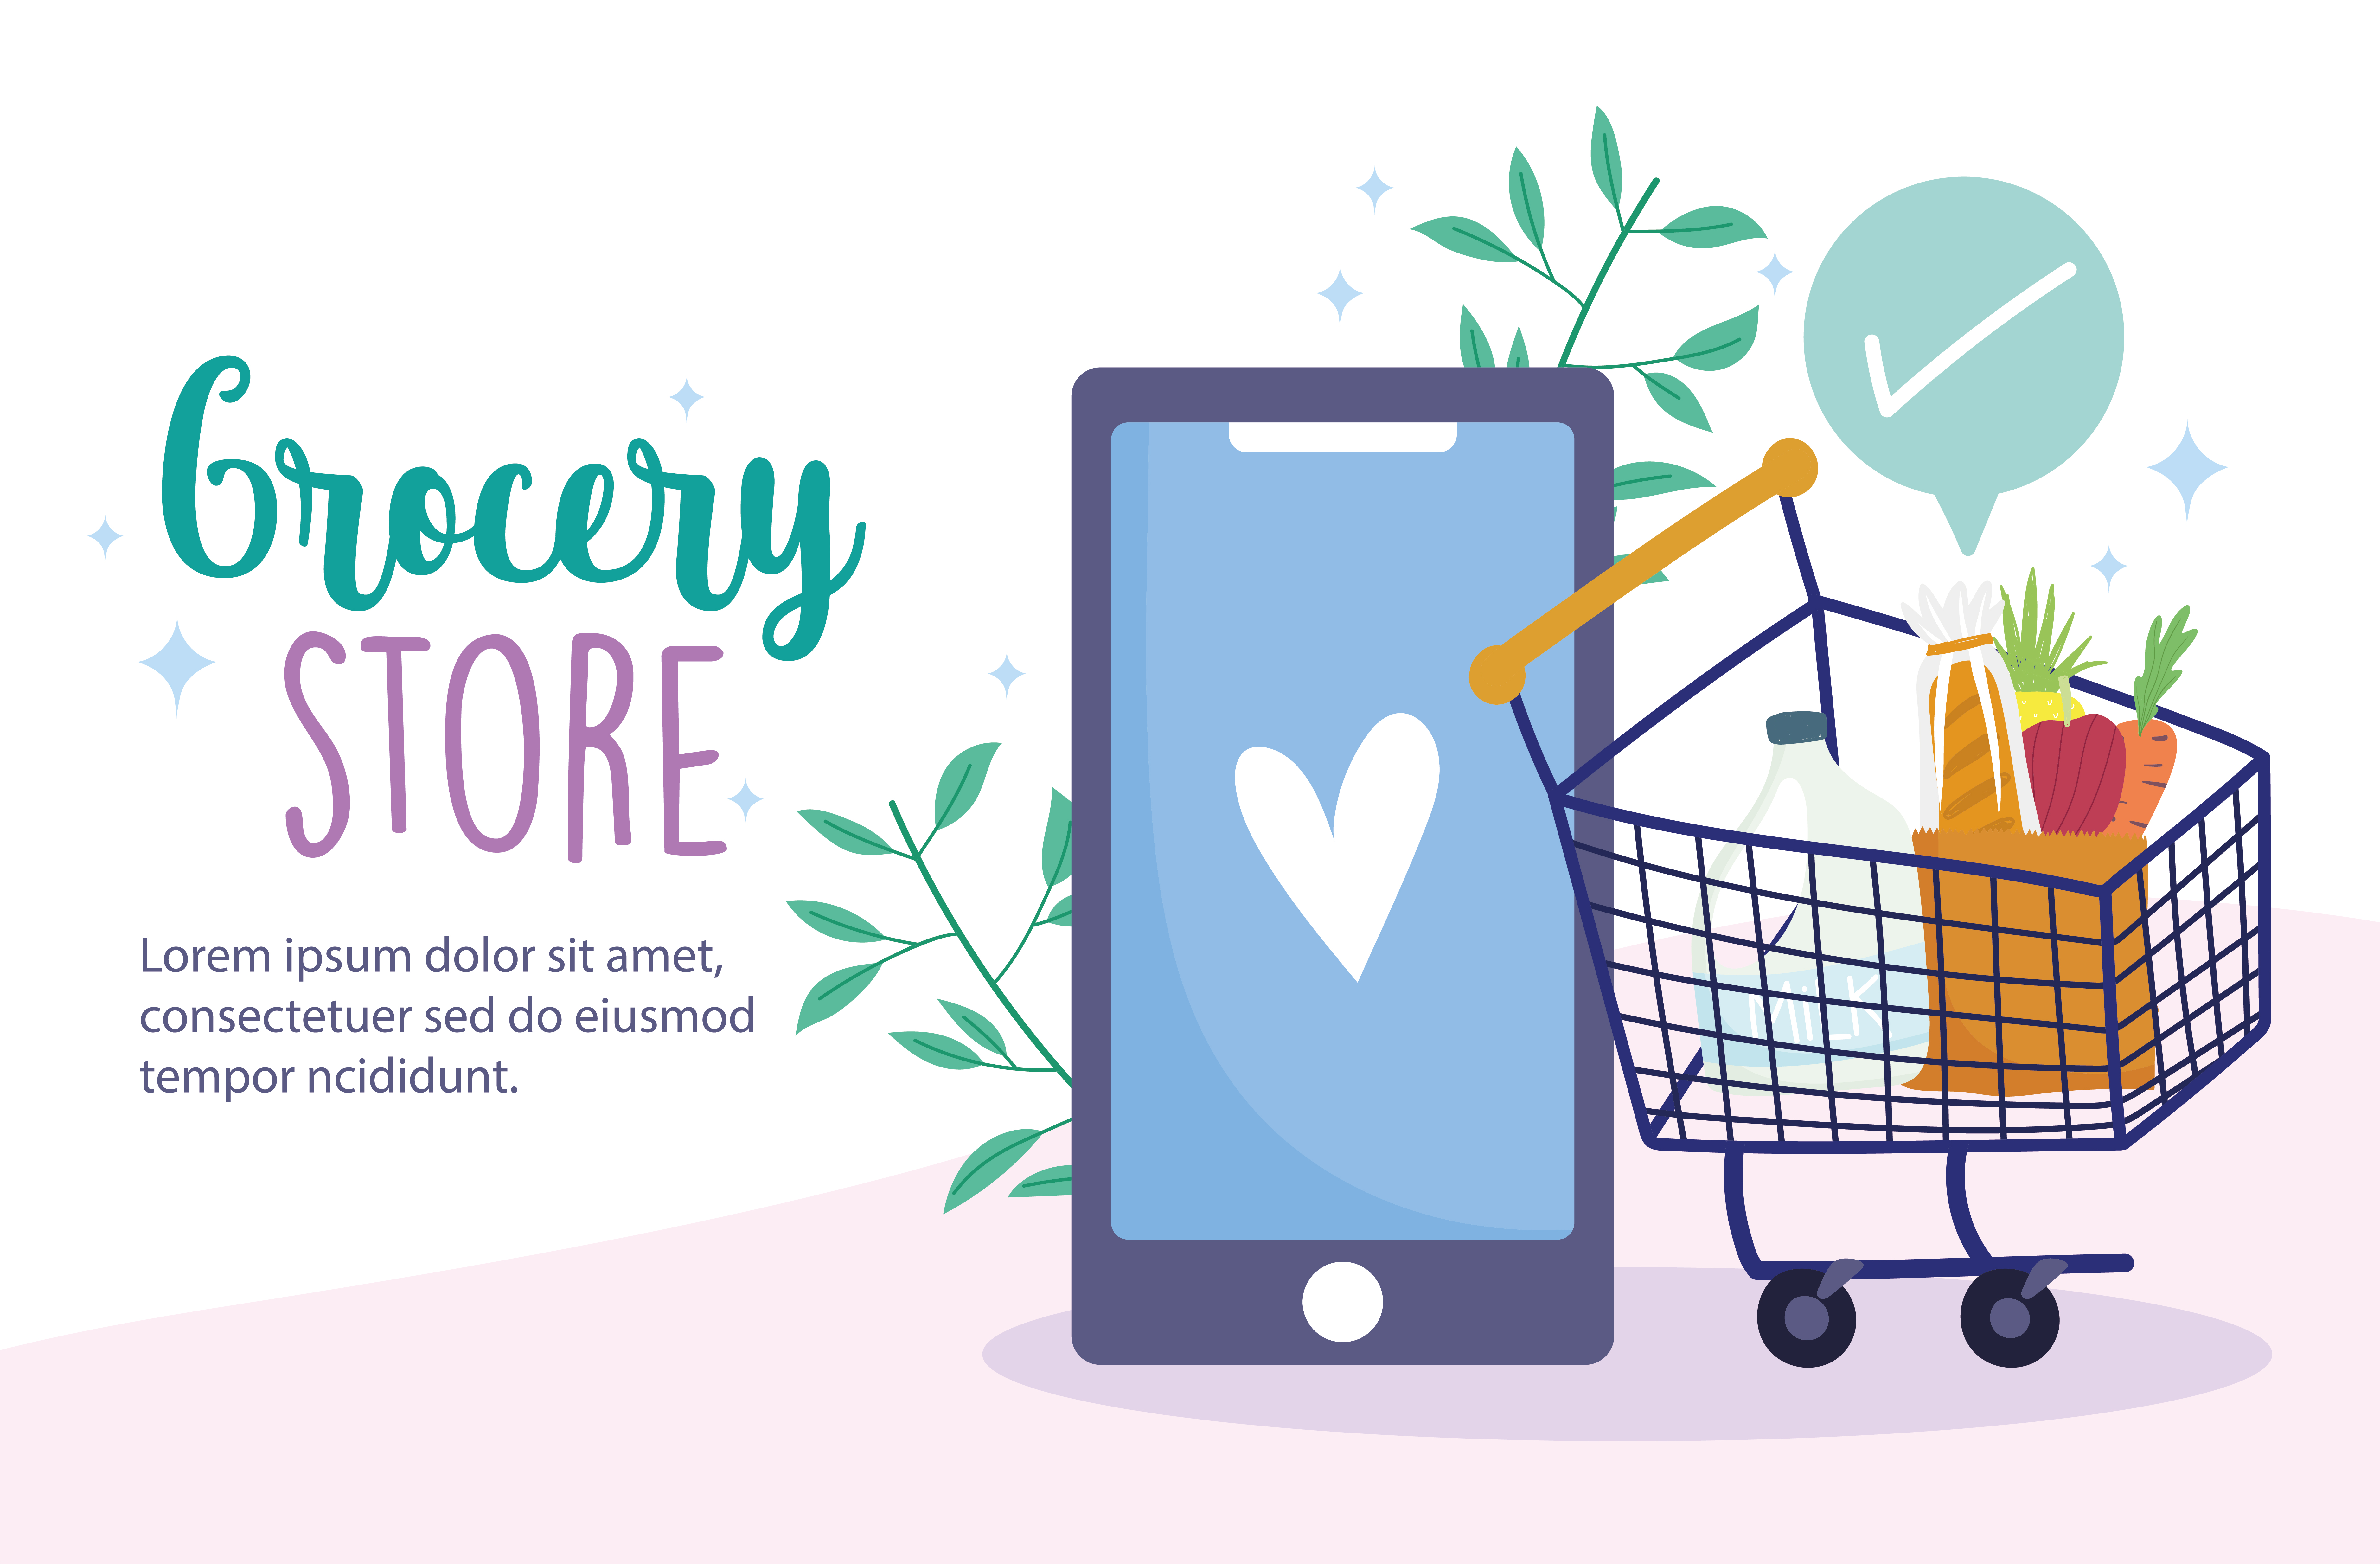 Grocery
STORE
Lorem ipsum dolor sit amet,
consectetuer sed do eiusmod
tempor ncididunt.
MiLK